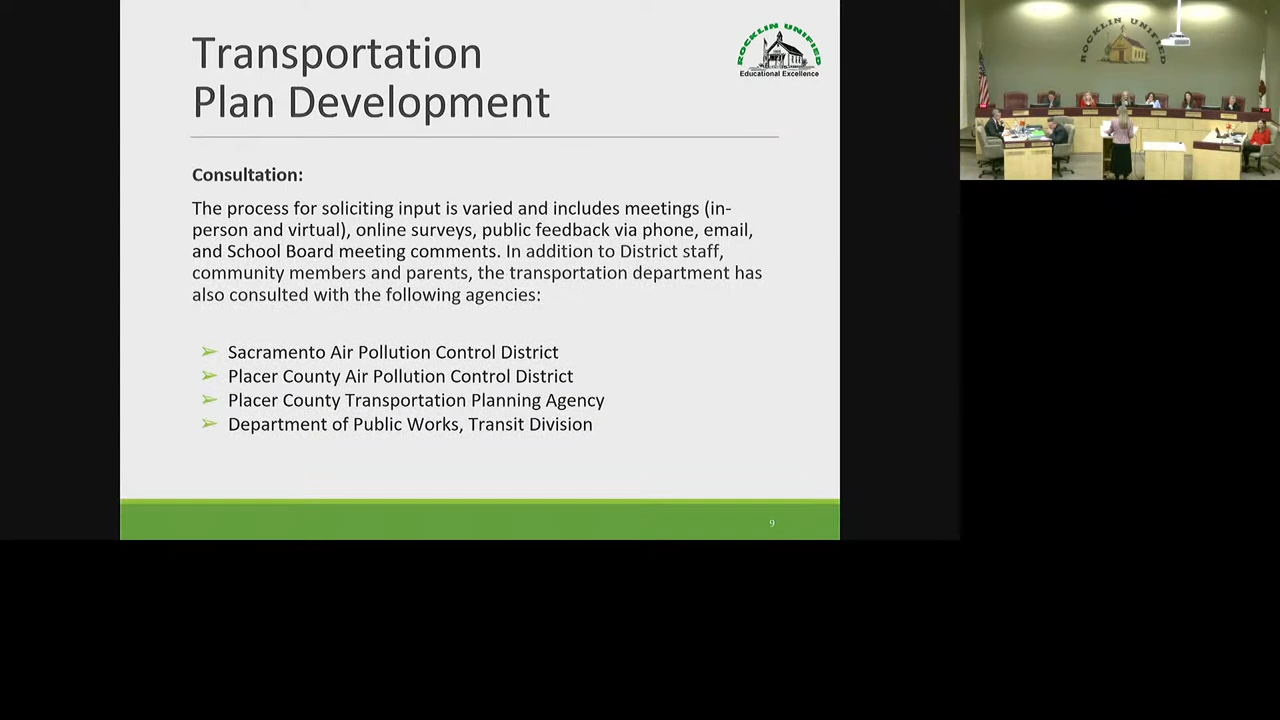 Transportation
Plan Development
ROCKLIN UNIFIED
Educational Excellence
Consultation:
The process for soliciting input is varied and includes meetings (in-
person and virtual), online surveys, public feedback via phone, email,
and School Board meeting comments. In addition to District staff,
community members and parents, the transportation department has
also consulted with the following agencies:
➢ Sacramento Air Pollution Control District
➢ Placer County Air Pollution Control District
➢ Placer County Transportation Planning Agency
➢ Department of Public Works, Transit Division
9
ROCKLIN UNIFIED